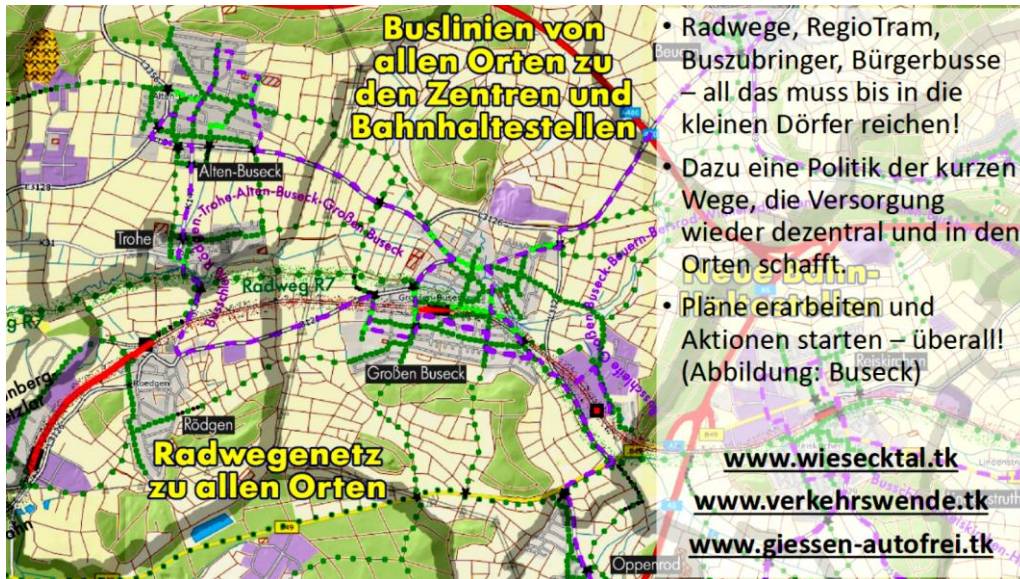 Buslinien von
allen Orten zu
den Zentren und
Bahnhaltestellen
Alten-Buseck
Trohe
Radweg R7
Großen Buseck
Roedgen
Rödgen
Radwegenetz
zu allen Orten
B49
Oppenrod
• Radwege, RegioTram,
Buszubringer, Bürgerbusse
– all das muss bis in die
kleinen Dörfer reichen!
• Dazu eine Politik der kurzen
Wege, die Versorgung
wieder dezentral und in den
Orten schafft.
• Pläne erarbeiten und
Aktionen starten – überall!
(Abbildung: Buseck)
Reiskirchen
www.wiesecktal.tk
www.verkehrswende.tk
www.giessen-autofrei.tk